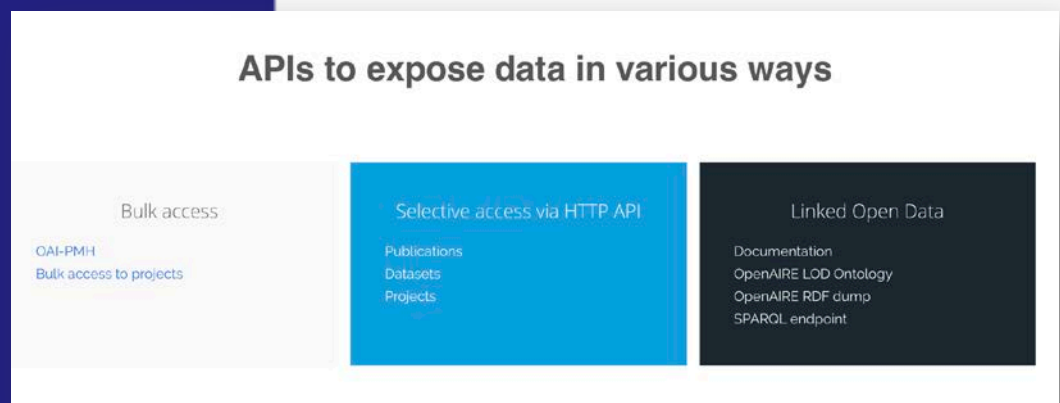 APIs to expose data in various ways
Bulk access
OAI-PMH
Bulk access to projects
Selective access via HTTP API
Publications
Datasets
Projects
Linked Open Data
Documentation
OpenAIRE LOD Ontology
OpenAIRE RDF dump
SPARQL endpoint